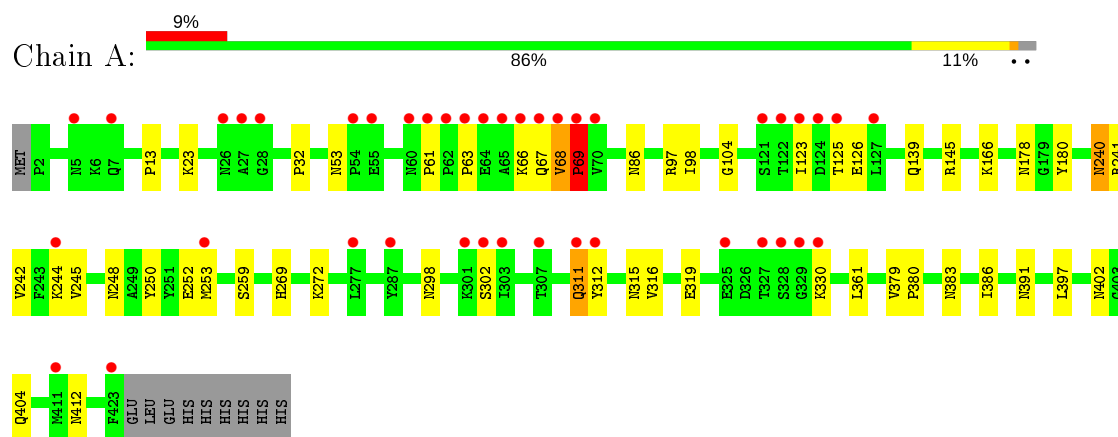 9%
Chain A:
86% 11%
MET P2 N5 K6 Q7 P13 K23 N26 A27 G28 P32 N53 P54 E55 N60 P61 P62 P63 E64 A65 K66 Q67 V68 P69 V70 N86 R97 I98 G104 S121 T122 I123 D124 T125 E126 L127 Q139 R145 K166 N178 G179 Y180 N240 R241
V242 F243 K244 V245 N248 A249 Y250 Y251 E252 M253 S259 H269 K272 L277 Y287 N298 K301 S302 I303 T307 Q311 Y312 N315 V316 E319 E325 D326 T327 S328 G329 K330 L361 V379 P380 N383 I386 N391 L397 N402
Q404 M411 N412 F423 GLU LEU GLU HIS HIS HIS HIS HIS HIS